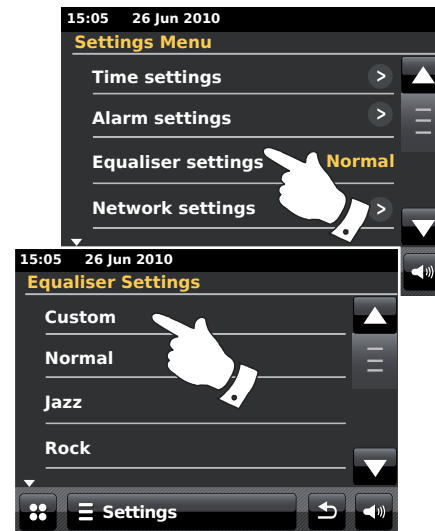 15:05 26 Jun 2010
Settings Menu
Time settings >
Alarm settings >
Equaliser settings Normal
Network settings >
15:05 26 Jun 2010
Equaliser Settings
Custom
Normal
Jazz
Rock
Settings